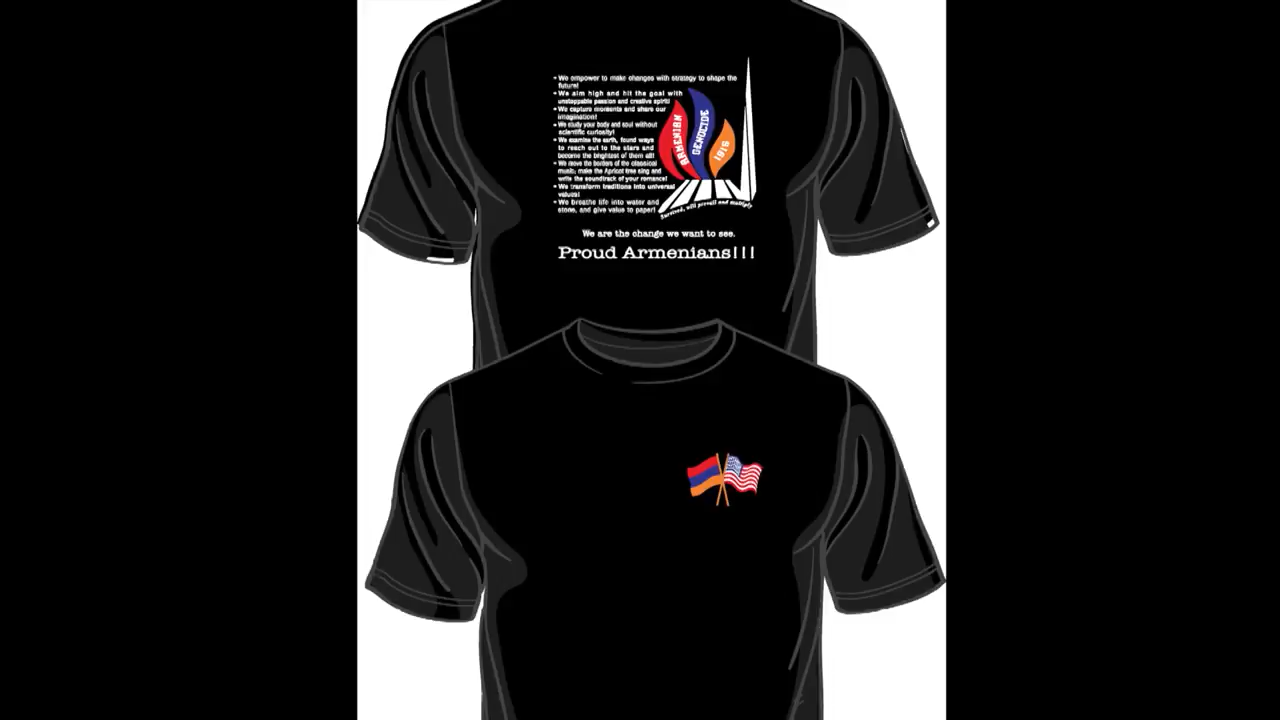 • We empower to make changes with strategy to shape the
future!
• We aim high and hit the goal with
unstoppable passion and creative spirit!
• We capture moments and share our
imagination!
• We study your body and soul without
scientific curiosity!
• We examine the earth, found ways
to reach out to the stars and
become the brightest of them all!
• We move the borders of the classical
music, make the Apricot tree sing and
write the soundtrack of your romance!
• We transform traditions into universal
values!
• We breathe life into water and
stone, and give value to paper!
ARMENIAN
GENOCIDE
1915
Survived, will prevail and multiply
We are the change we want to see.
Proud Armenians!!!